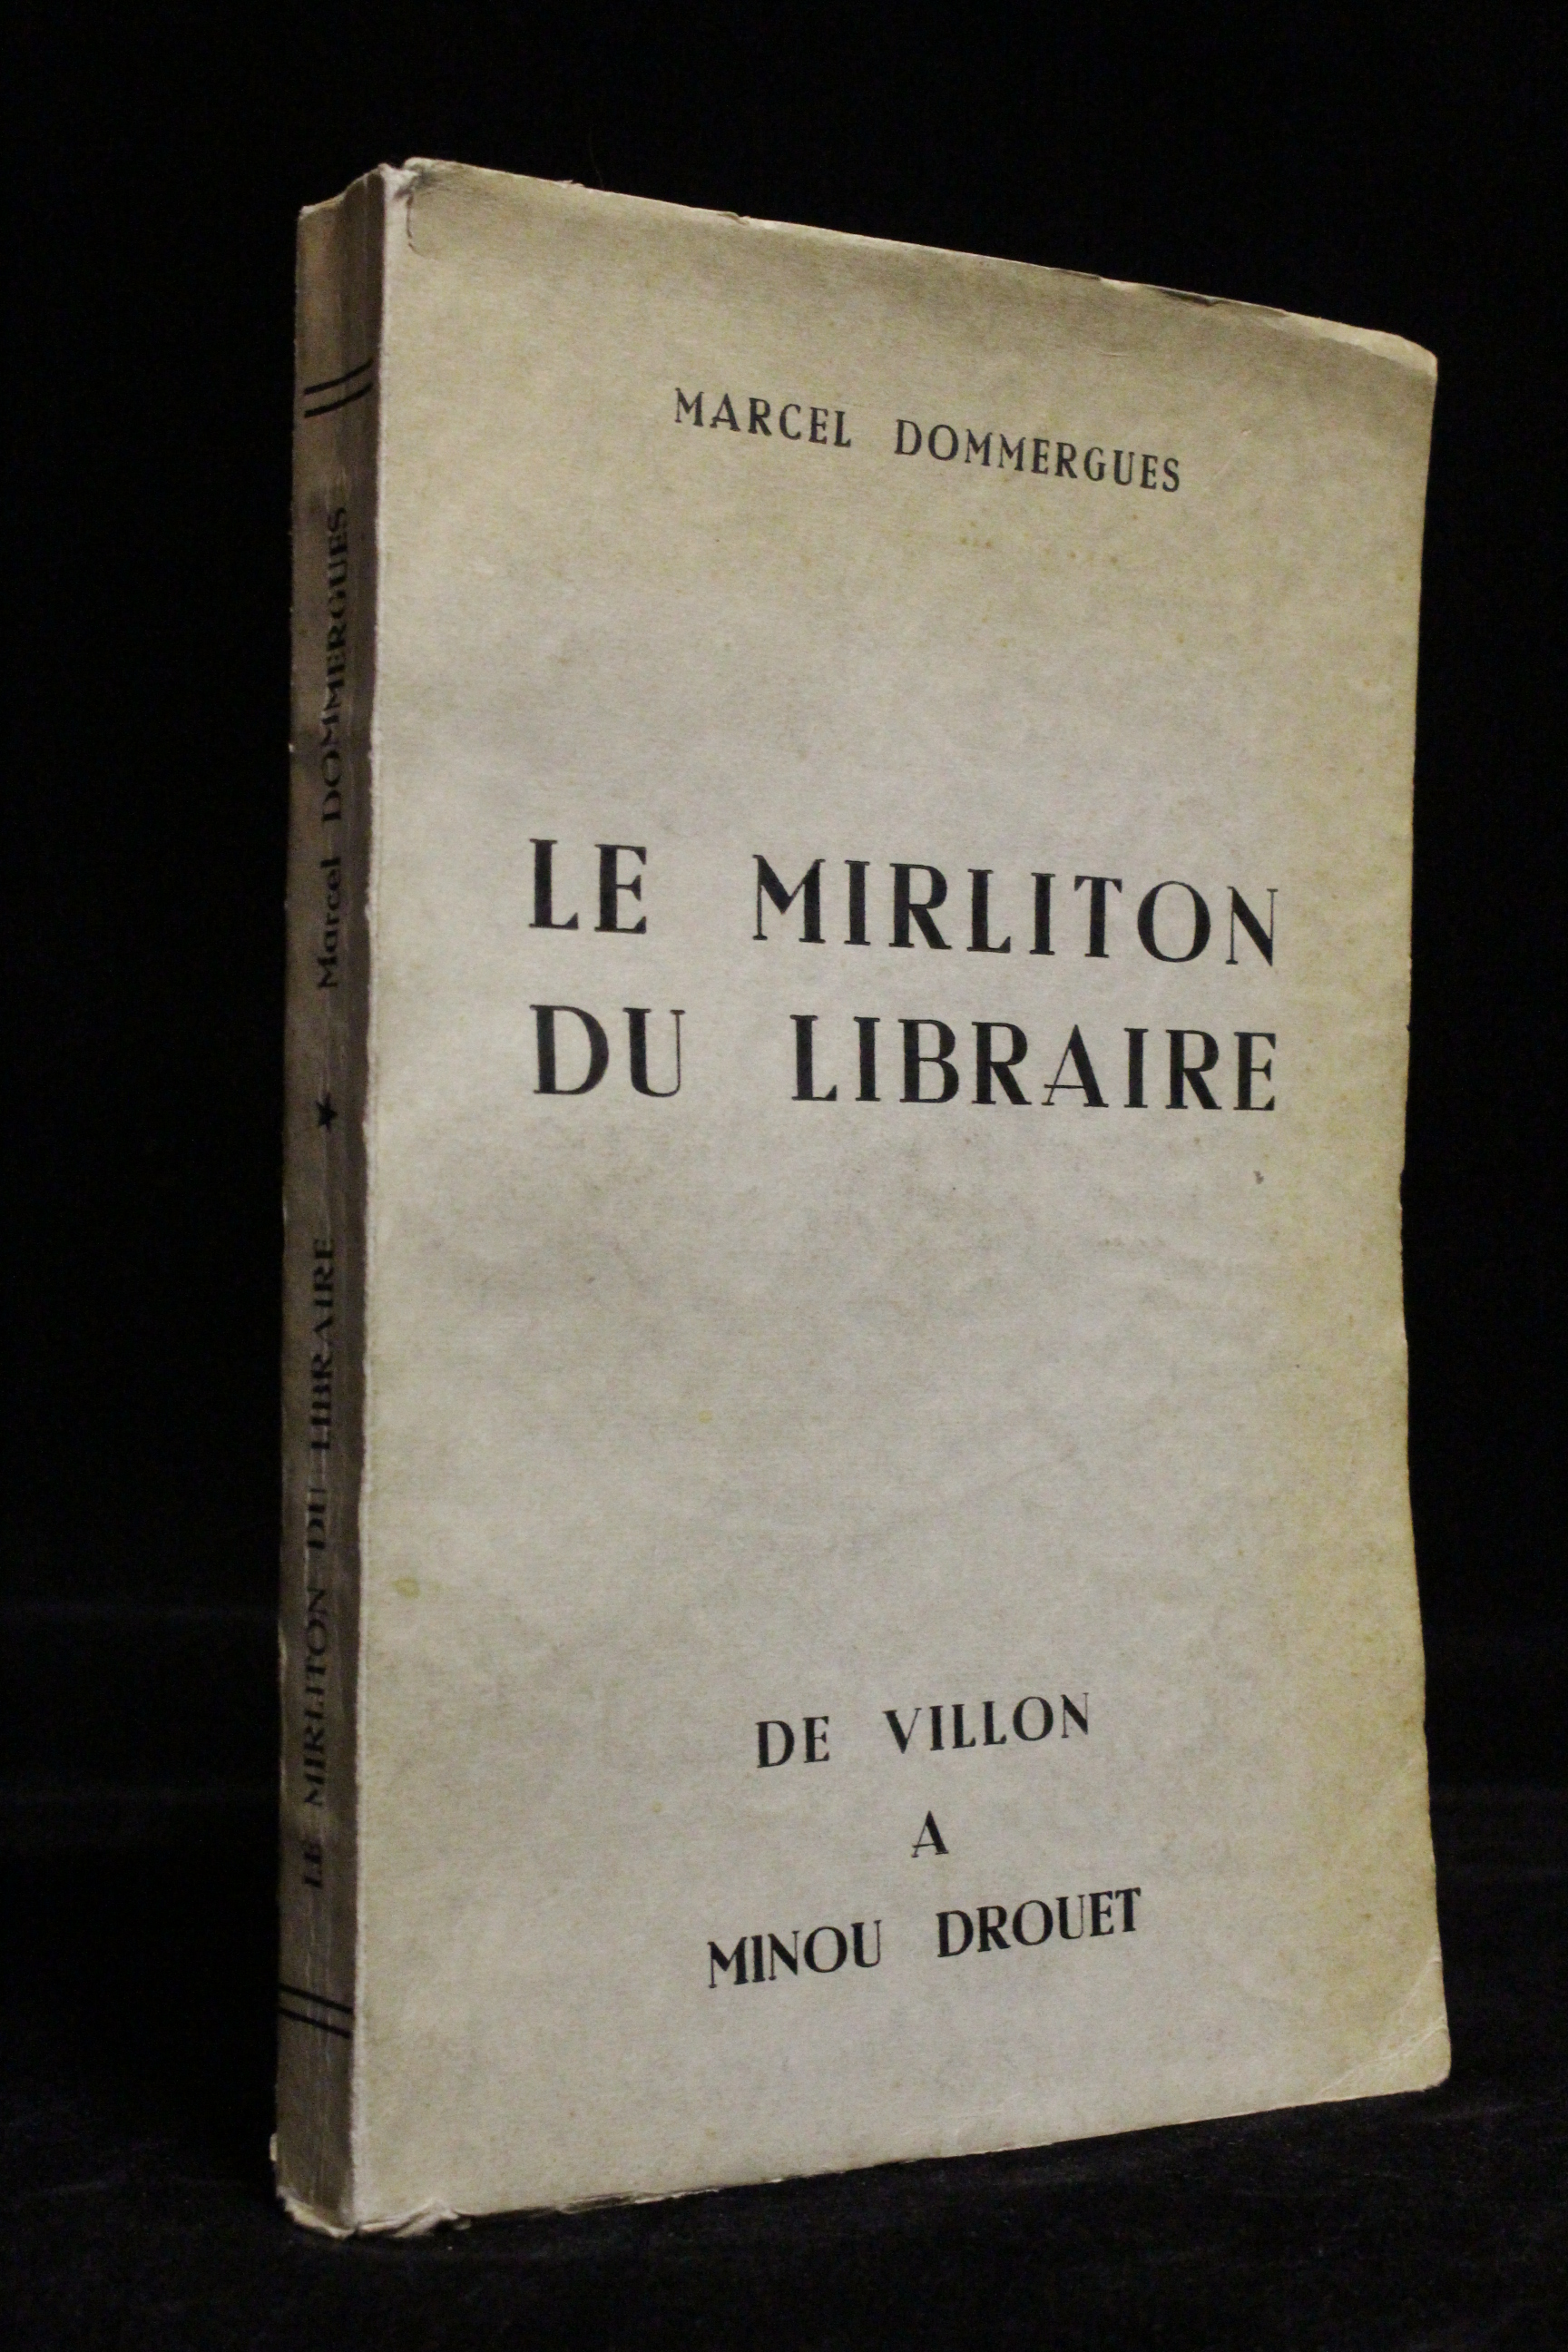 MARCEL DOMMERGUES
LE MIRLITON
DU LIBRAIRE
DE VILLON
A
MINOU DROUET
LE MIRLITON DU LIBRAIRE ★ Marcel DOMMERGUES